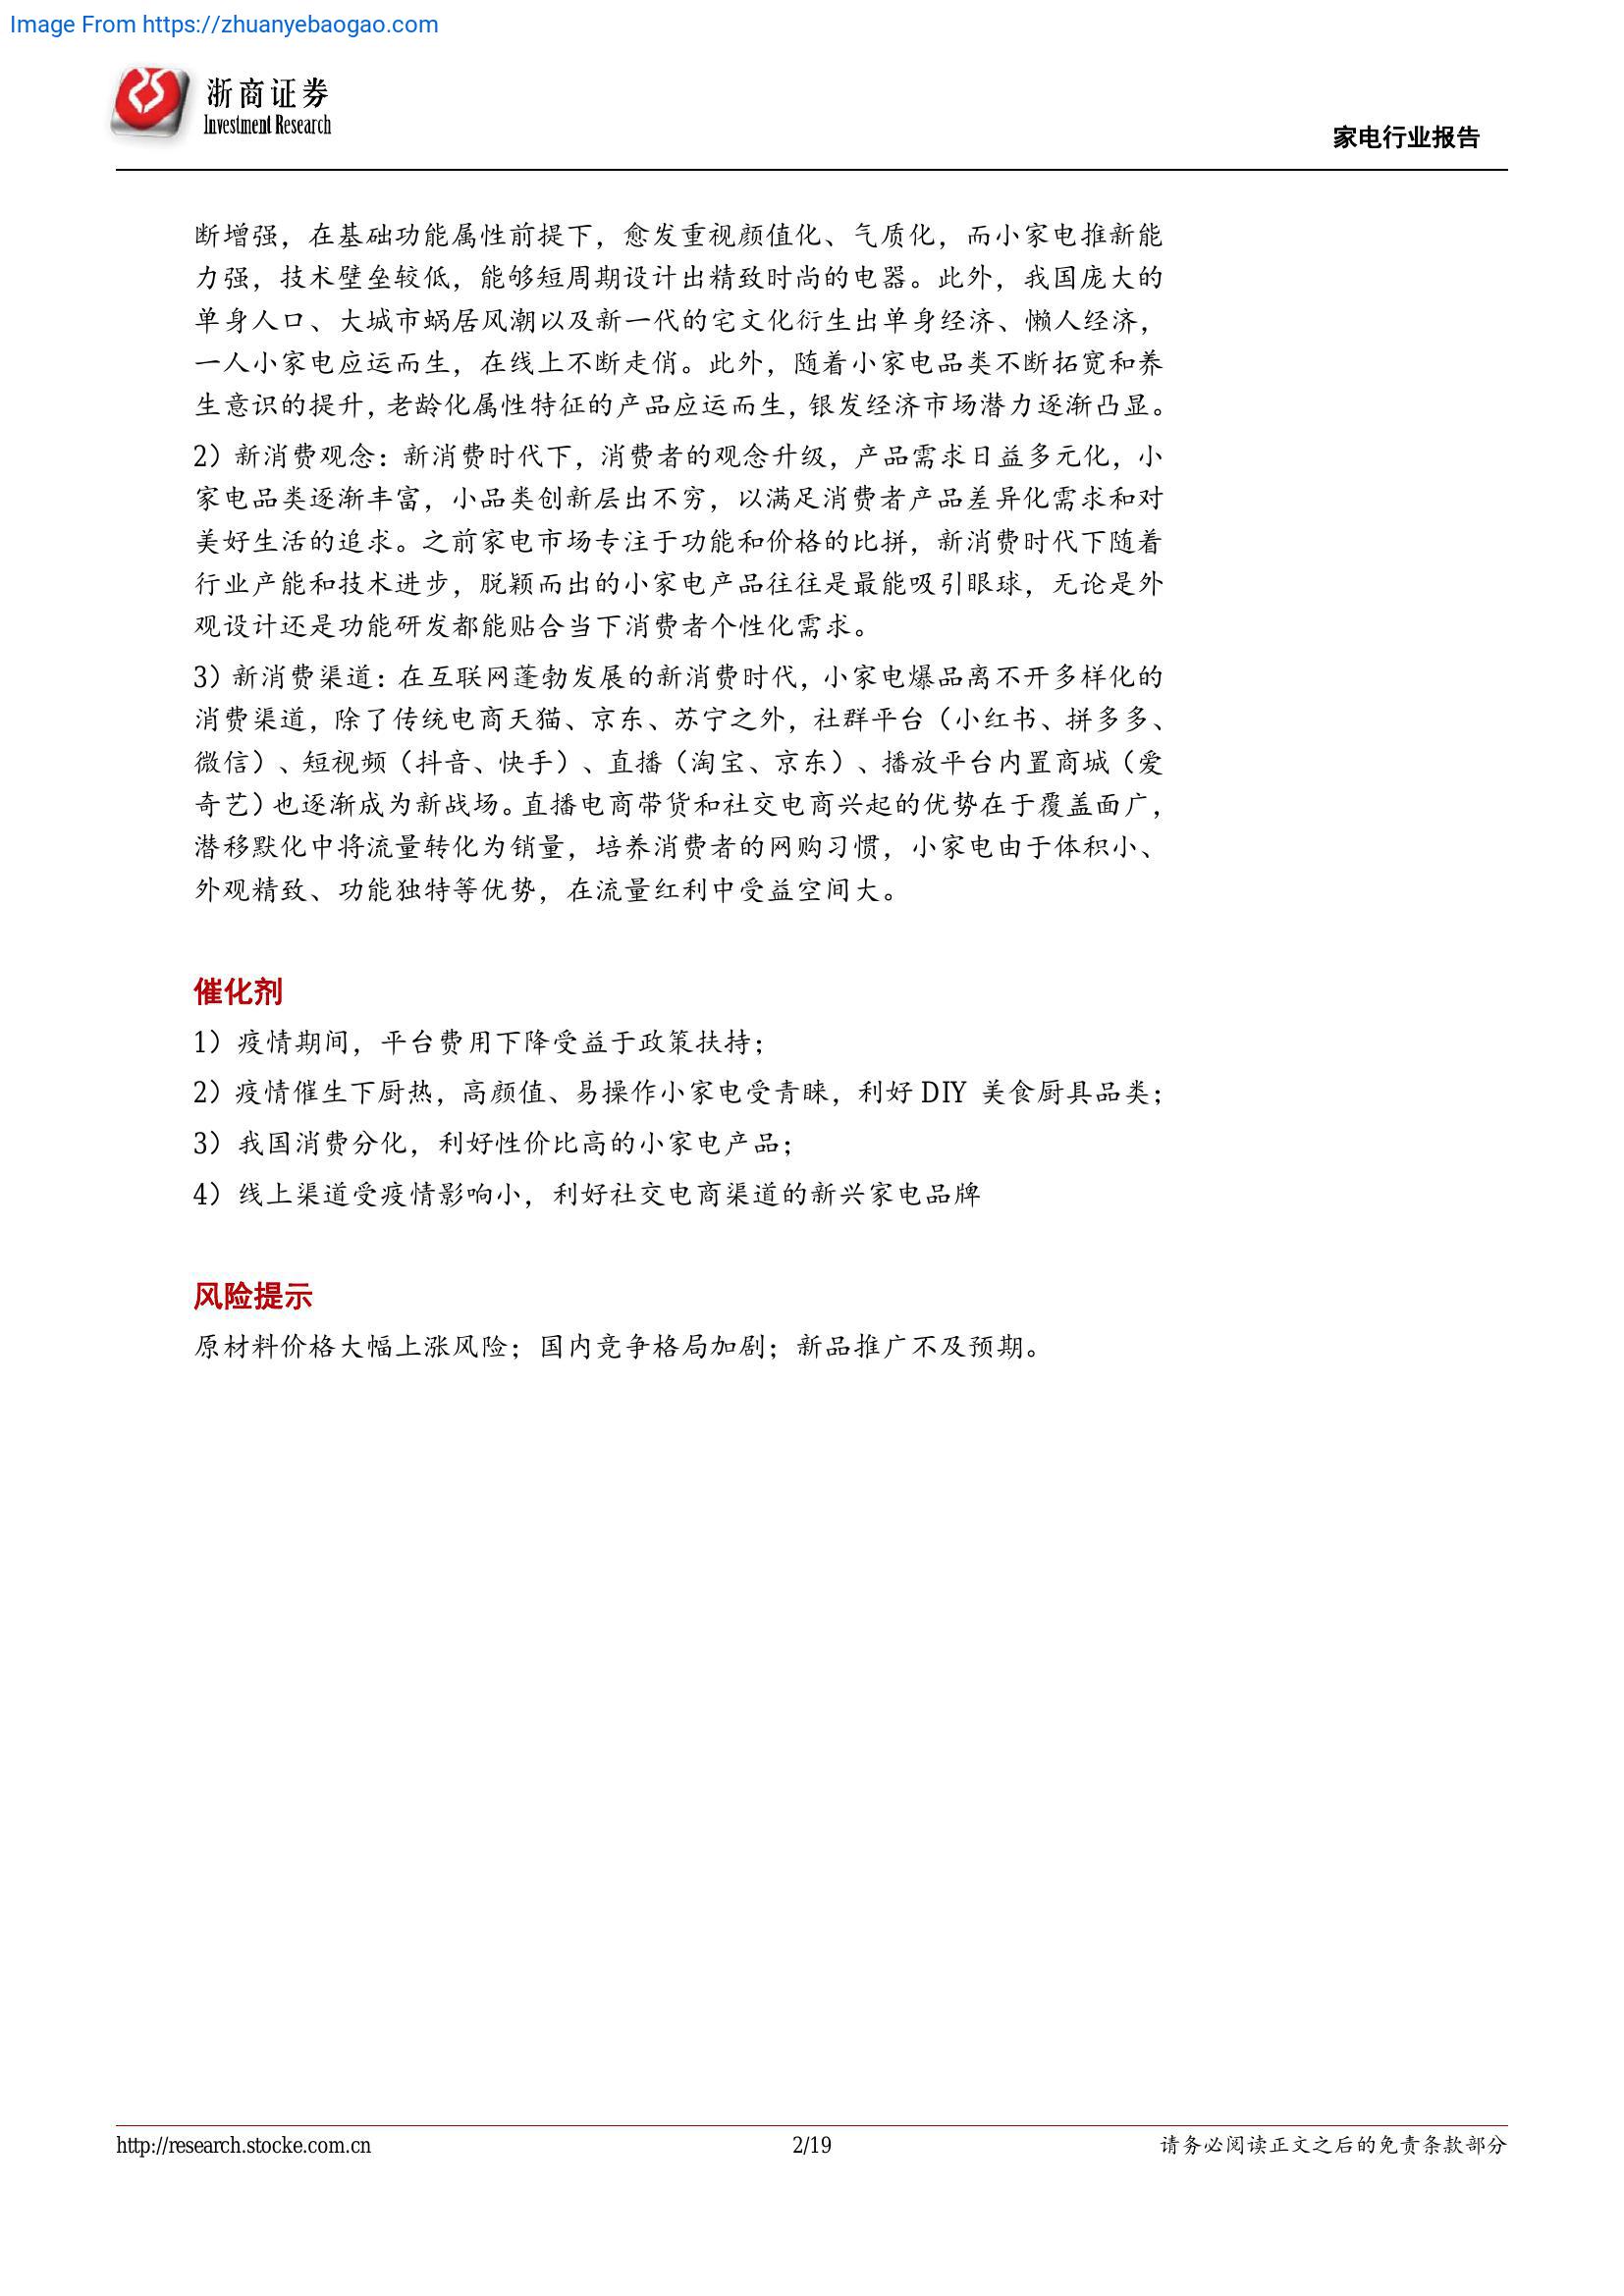 Image From https://zhuanyebaogao.com
浙商证券
Investment Research
家电行业报告
断增强，在基础功能属性前提下，愈发重视颜值化、气质化，而小家电推新能
力强，技术壁垒较低，能够短周期设计出精致时尚的电器。此外，我国庞大的
单身人口、大城市蜗居风潮以及新一代的宅文化衍生出单身经济、懒人经济，
一人小家电应运而生，在线上不断走俏。此外，随着小家电品类不断拓宽和养
生意识的提升，老龄化属性特征的产品应运而生，银发经济市场潜力逐渐凸显。
2）新消费观念：新消费时代下，消费者的观念升级，产品需求日益多元化，小
家电品类逐渐丰富，小品类创新层出不穷，以满足消费者产品差异化需求和对
美好生活的追求。之前家电市场专注于功能和价格的比拼，新消费时代下随着
行业产能和技术进步，脱颖而出的小家电产品往往是最能吸引眼球，无论是外
观设计还是功能研发都能贴合当下消费者个性化需求。
3）新消费渠道：在互联网蓬勃发展的新消费时代，小家电爆品离不开多样化的
消费渠道，除了传统电商天猫、京东、苏宁之外，社群平台（小红书、拼多多、
微信）、短视频（抖音、快手）、直播（淘宝、京东）、播放平台内置商城（爱
奇艺）也逐渐成为新战场。直播电商带货和社交电商兴起的优势在于覆盖面广，
潜移默化中将流量转化为销量，培养消费者的网购习惯，小家电由于体积小、
外观精致、功能独特等优势，在流量红利中受益空间大。
催化剂
1）疫情期间，平台费用下降受益于政策扶持；
2）疫情催生下厨热，高颜值、易操作小家电受青睐，利好 DIY 美食厨具品类；
3）我国消费分化，利好性价比高的小家电产品；
4）线上渠道受疫情影响小，利好社交电商渠道的新兴家电品牌
风险提示
原材料价格大幅上涨风险；国内竞争格局加剧；新品推广不及预期。
http://research.stocke.com.cn
2/19
请务必阅读正文之后的免责条款部分